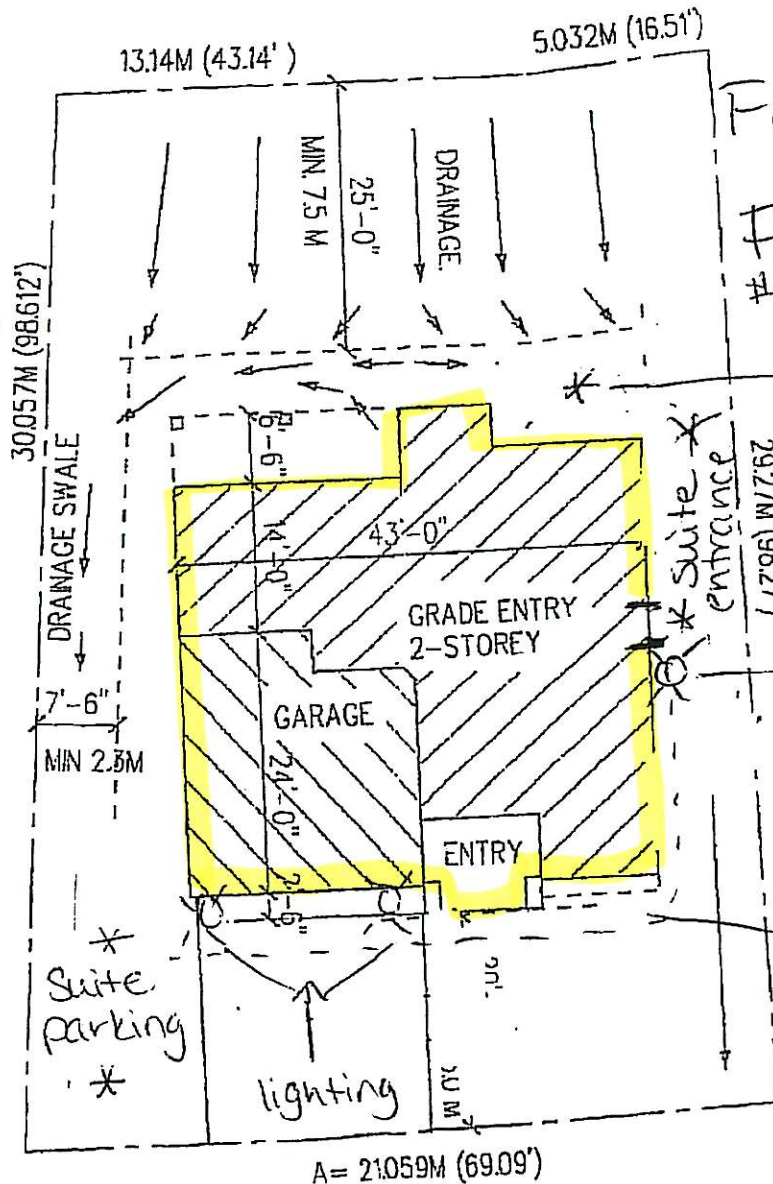 13.14M (43.14')
5.032M (16.51')
MIN. 7.5 M
25'-0"
DRAINAGE.
30.057M (98.612')
#
DRAINAGE SWALE
6'-6"
14'-0"
43'-0"
* Suite *
entrance
GRADE ENTRY
2-STOREY
7'-6"
MIN 2.3M
GARAGE
24'-0"
ENTRY
2'-6"
20'-
*
Suite
parking
*
lighting
A= 21.059M (69.09')